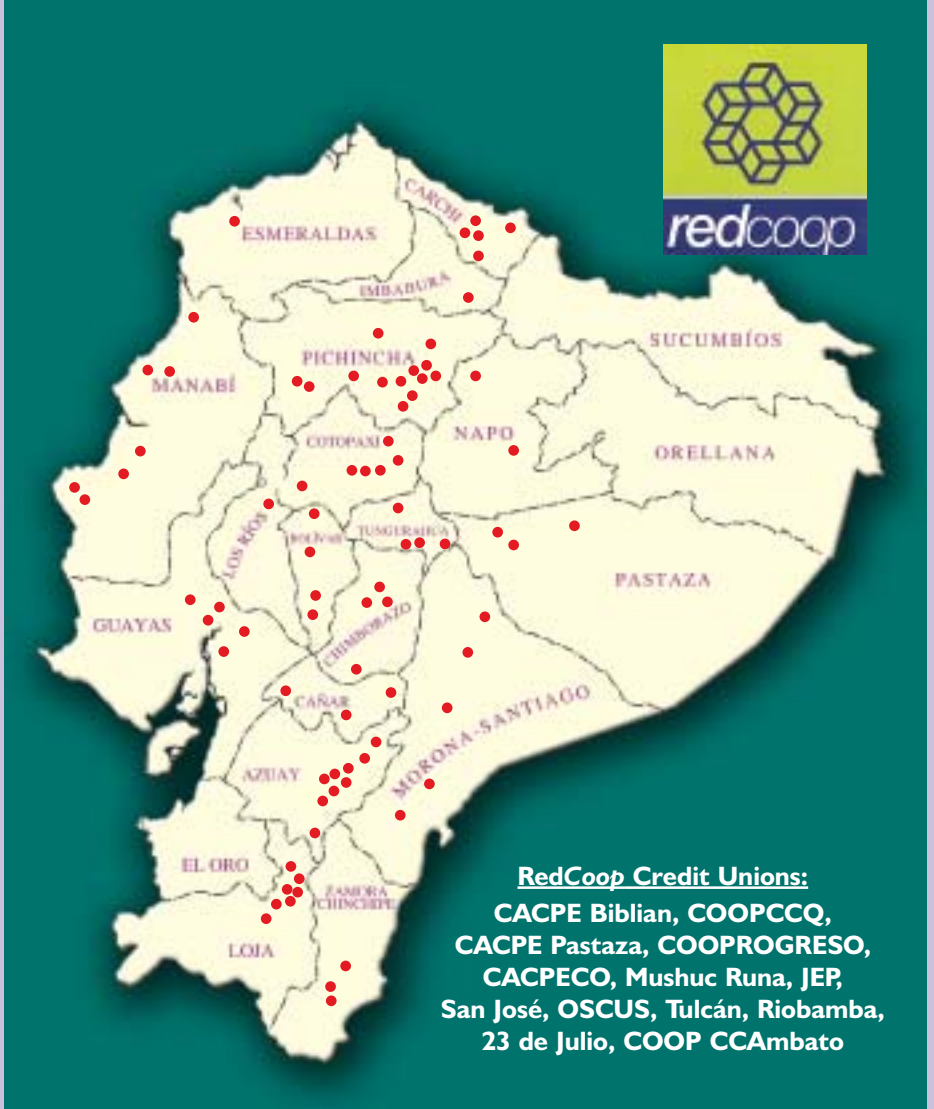 redcoop
CARCHI
ESMERALDAS
IMBABURA
SUCUMBÍOS
PICHINCHA
MANABÍ
NAPO
COTOPAXI
ORELLANA
LOS RÍOS
BOLÍVAR
TUNGURAHUA
PASTAZA
GUAYAS
CHIMBORAZO
CAÑAR
MORONA-SANTIAGO
AZUAY
EL ORO
ZAMORA
CHINCHIPE
LOJA
RedCoop Credit Unions:
CACPE Biblian, COOPCCQ,
CACPE Pastaza, COOPROGRESO,
CACPECO, Mushuc Runa, JEP,
San José, OSCUS, Tulcán, Riobamba,
23 de Julio, COOP CCAmbato